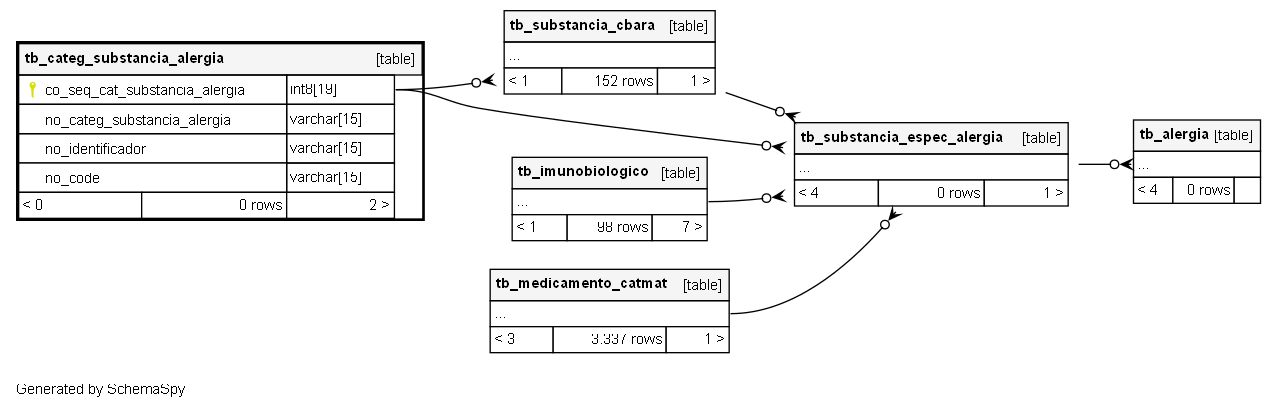 tb_categ_substancia_alergia [table]
co_seq_cat_substancia_alergia int8[19]
no_categ_substancia_alergia varchar[15]
no_identificador varchar[15]
no_code varchar[15]
< 0 0 rows 2 >
tb_substancia_cbara [table]
...
< 1 152 rows 1 >
tb_imunobiologico [table]
...
< 1 98 rows 7 >
tb_medicamento_catmat [table]
...
< 3 3.337 rows 1 >
tb_substancia_espec_alergia [table]
...
< 4 0 rows 1 >
tb_alergia [table]
...
< 4 0 rows
Generated by SchemaSpy